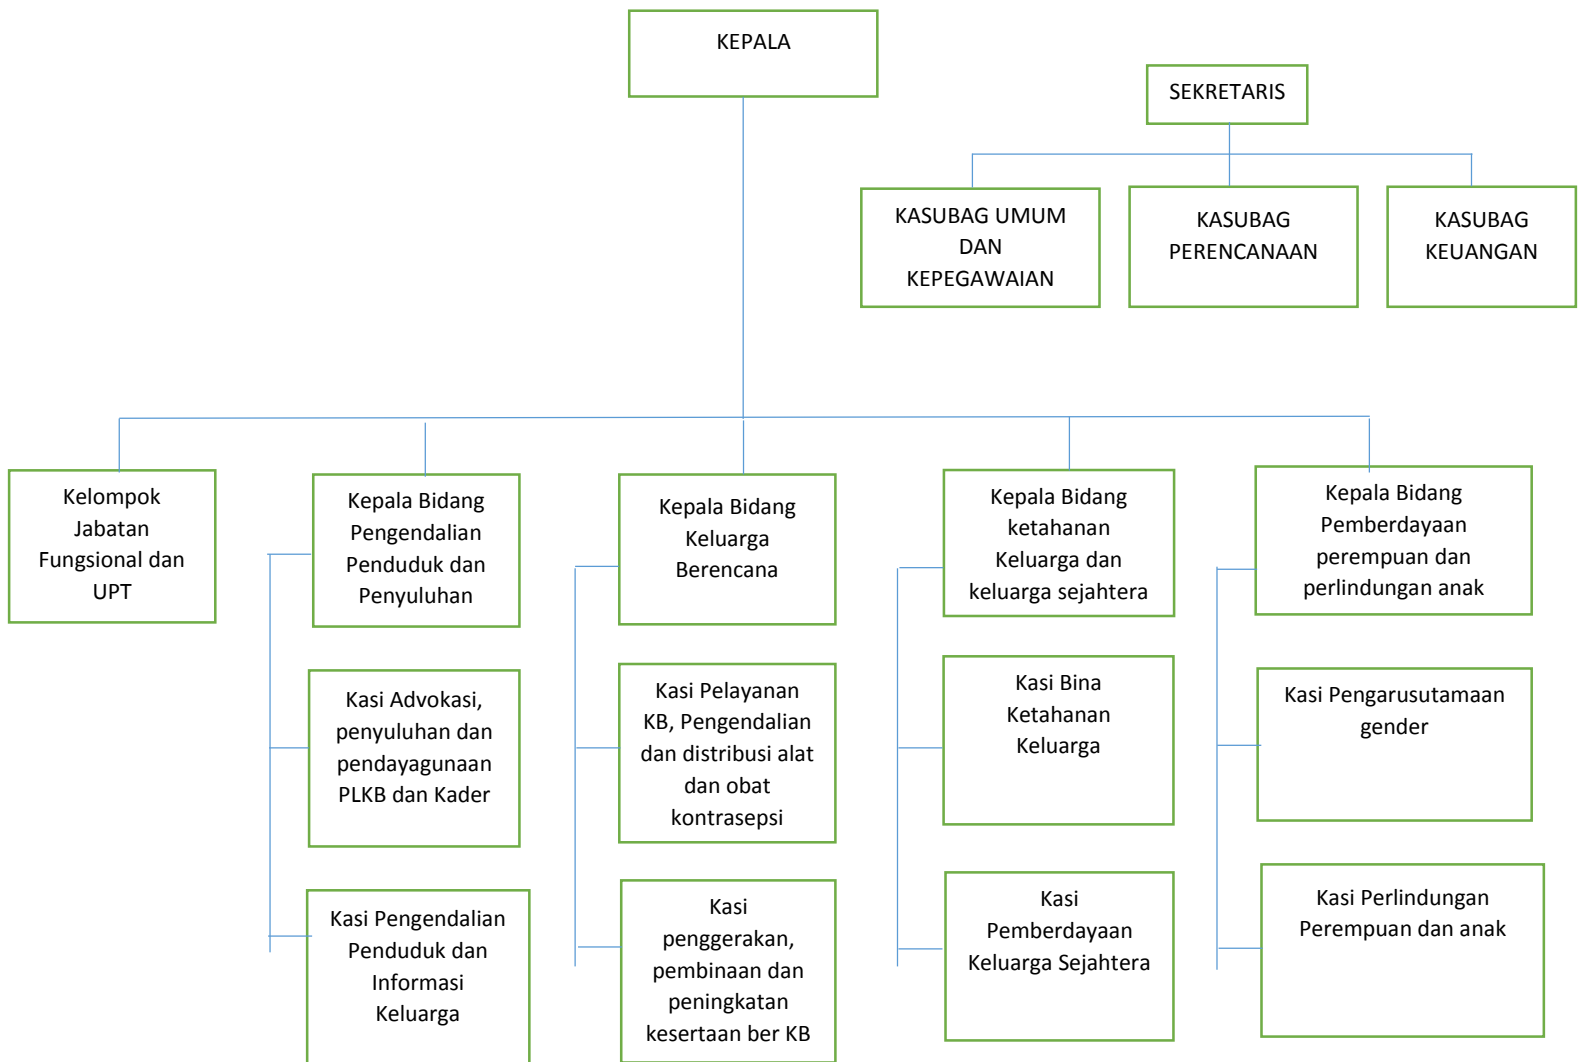 KEPALA
SEKRETARIS
KASUBAG UMUM
DAN
KEPEGAWAIAN
KASUBAG
PERENCANAAN
KASUBAG
KEUANGAN
Kelompok
Jabatan
Fungsional dan
UPT
Kepala Bidang
Pengendalian
Penduduk dan
Penyuluhan
Kepala Bidang
Keluarga
Berencana
Kepala Bidang
ketahanan
Keluarga dan
keluarga sejahtera
Kepala Bidang
Pemberdayaan
perempuan dan
perlindungan anak
Kasi Advokasi,
penyuluhan dan
pendayagunaan
PLKB dan Kader
Kasi Pelayanan
KB, Pengendalian
dan distribusi alat
dan obat
kontrasepsi
Kasi Bina
Ketahanan
Keluarga
Kasi Pengarusutamaan
gender
Kasi Pengendalian
Penduduk dan
Informasi
Keluarga
Kasi
penggerakan,
pembinaan dan
peningkatan
kesertaan ber KB
Kasi
Pemberdayaan
Keluarga Sejahtera
Kasi Perlindungan
Perempuan dan anak